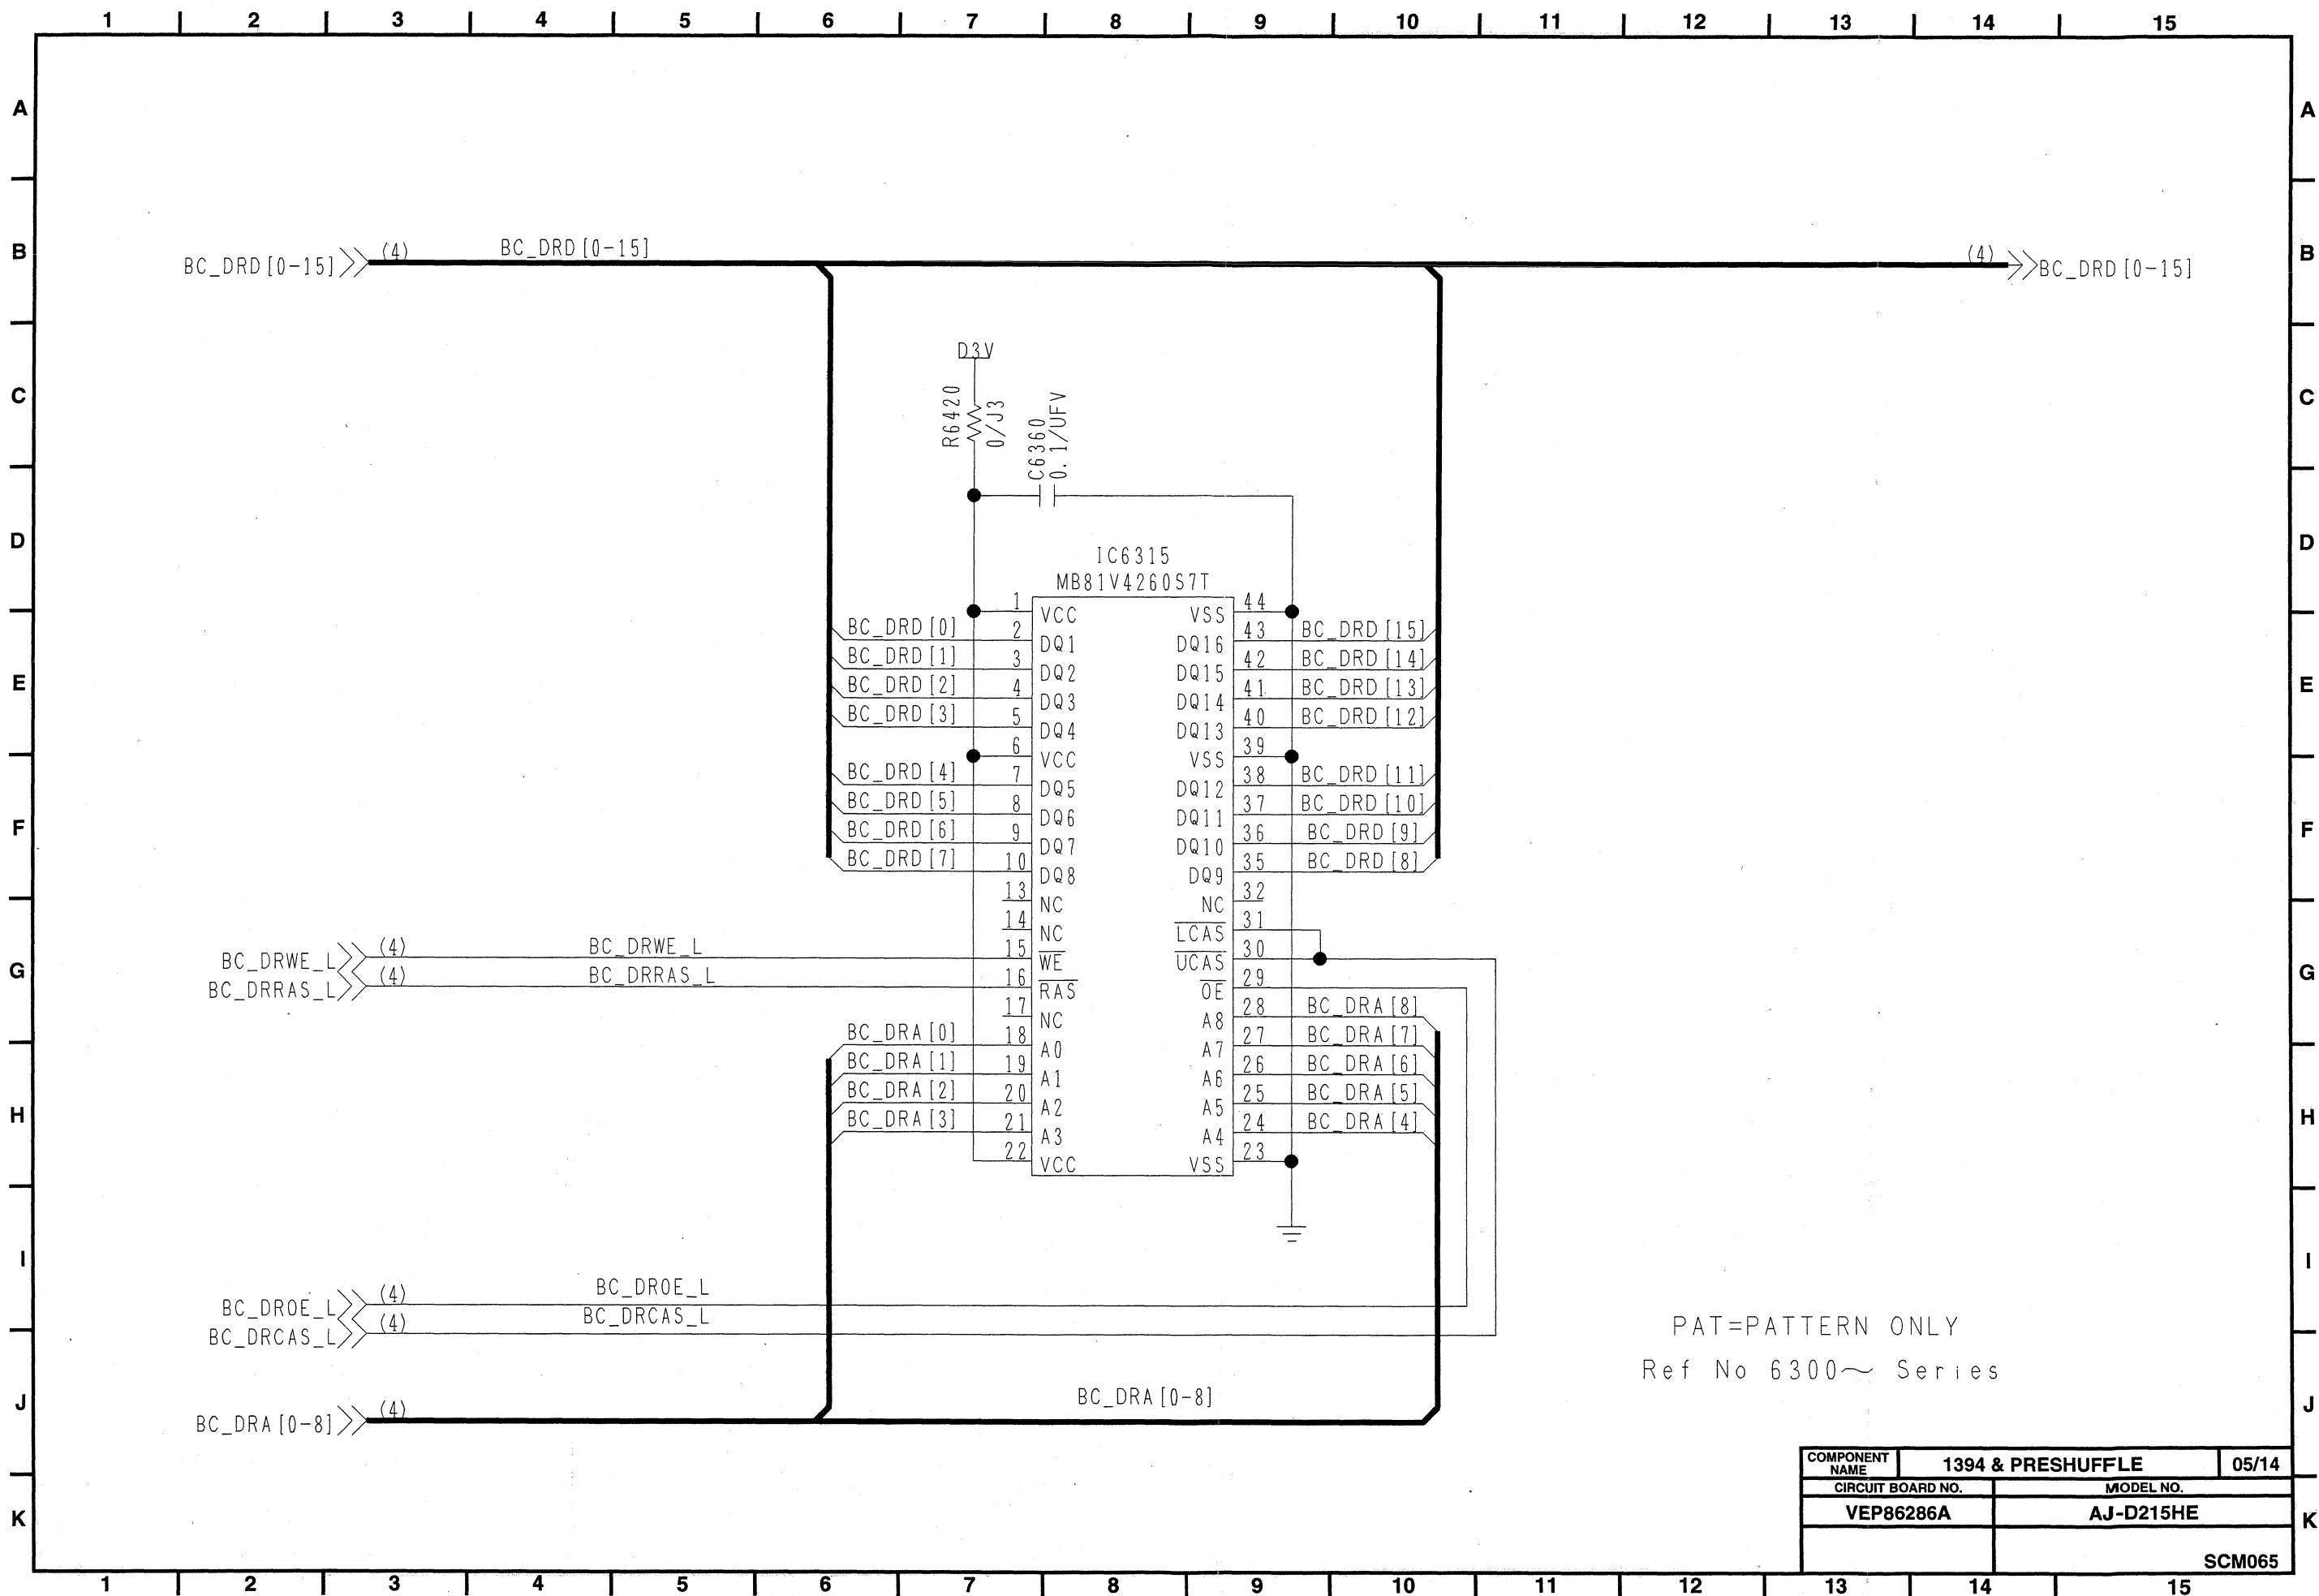 1 2 3 4 5 6 7 8 9 10 11 12 13 14 15
A A
B B
BC_DRD[0-15] (4) BC_DRD[0-15] (4) BC_DRD[0-15]
C C
D3V
R6420
0/J3
C6360
0.1/UFV
D D
IC6315
MB81V4260S7T
1 VCC VSS 44
BC_DRD[0] 2 DQ1 DQ16 43 BC_DRD[15]
BC_DRD[1] 3 DQ2 DQ15 42 BC_DRD[14]
E E
BC_DRD[2] 4 DQ3 DQ14 41 BC_DRD[13]
BC_DRD[3] 5 DQ4 DQ13 40 BC_DRD[12]
6 VCC VSS 39
BC_DRD[4] 7 DQ5 DQ12 38 BC_DRD[11]
BC_DRD[5] 8 DQ6 DQ11 37 BC_DRD[10]
F F
BC_DRD[6] 9 DQ7 DQ10 36 BC_DRD[9]
BC_DRD[7] 10 DQ8 DQ9 35 BC_DRD[8]
13 NC NC 32
14 NC LCAS 31
BC_DRWE_L (4) BC_DRWE_L 15 WE UCAS 30
G G
BC_DRRAS_L (4) BC_DRRAS_L 16 RAS OE 29
17 NC A8 28 BC_DRA[8]
BC_DRA[0] 18 A0 A7 27 BC_DRA[7]
BC_DRA[1] 19 A1 A6 26 BC_DRA[6]
BC_DRA[2] 20 A2 A5 25 BC_DRA[5]
H H
BC_DRA[3] 21 A3 A4 24 BC_DRA[4]
22 VCC VSS 23
I I
BC_DROE_L (4) BC_DROE_L
BC_DRCAS_L (4) BC_DRCAS_L
PAT=PATTERN ONLY
Ref No 6300~ Series
J J
BC_DRA[0-8] (4) BC_DRA[0-8]
COMPONENT NAME 1394 & PRESHUFFLE 05/14
CIRCUIT BOARD NO. MODEL NO.
VEP86286A AJ-D215HE
K K
SCM065
1 2 3 4 5 6 7 8 9 10 11 12 13 14 15